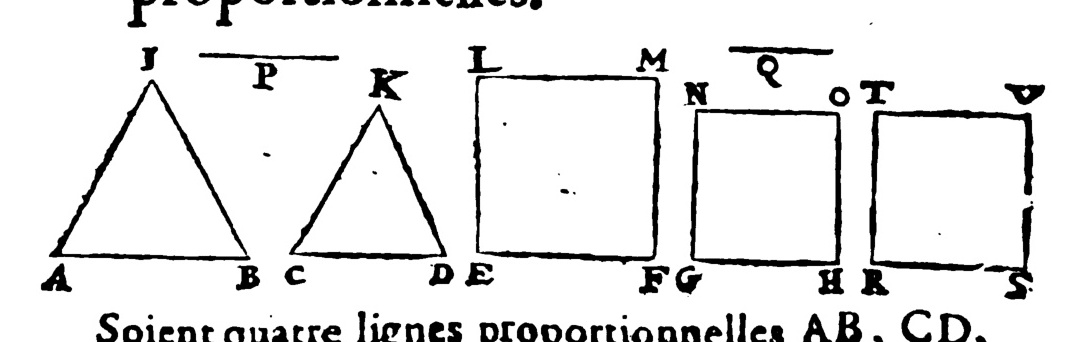 proportionnelles.
J P K L M Q N O T V
A B C D E F G H R S
Soient quatre lignes proportionnelles AB, CD,